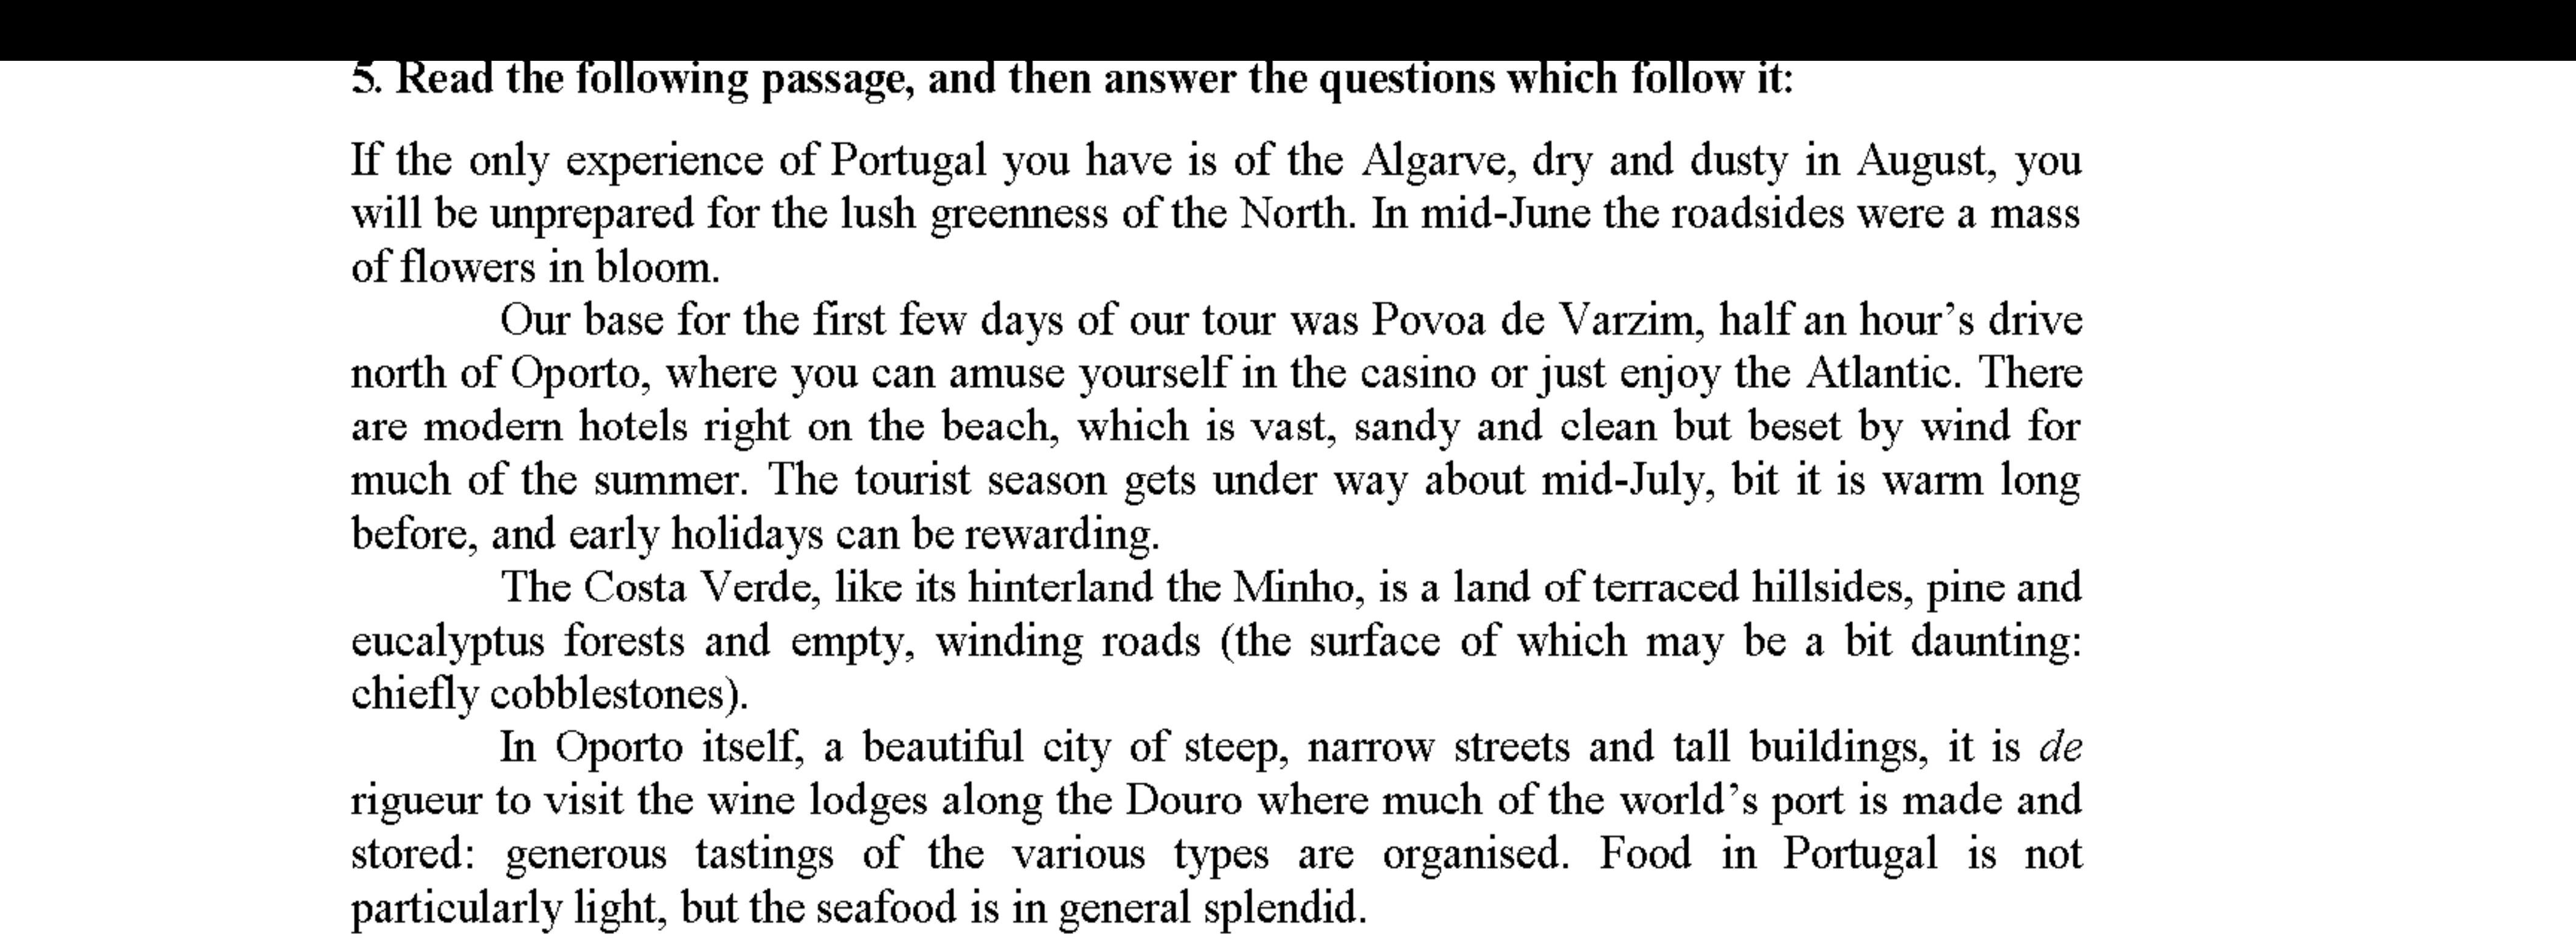 5. Read the following passage, and then answer the questions which follow it:
If the only experience of Portugal you have is of the Algarve, dry and dusty in August, you
will be unprepared for the lush greenness of the North. In mid-June the roadsides were a mass
of flowers in bloom.
Our base for the first few days of our tour was Povoa de Varzim, half an hour’s drive
north of Oporto, where you can amuse yourself in the casino or just enjoy the Atlantic. There
are modern hotels right on the beach, which is vast, sandy and clean but beset by wind for
much of the summer. The tourist season gets under way about mid-July, bit it is warm long
before, and early holidays can be rewarding.
The Costa Verde, like its hinterland the Minho, is a land of terraced hillsides, pine and
eucalyptus forests and empty, winding roads (the surface of which may be a bit daunting:
chiefly cobblestones).
In Oporto itself, a beautiful city of steep, narrow streets and tall buildings, it is de
rigueur to visit the wine lodges along the Douro where much of the world’s port is made and
stored: generous tastings of the various types are organised. Food in Portugal is not
particularly light, but the seafood is in general splendid.